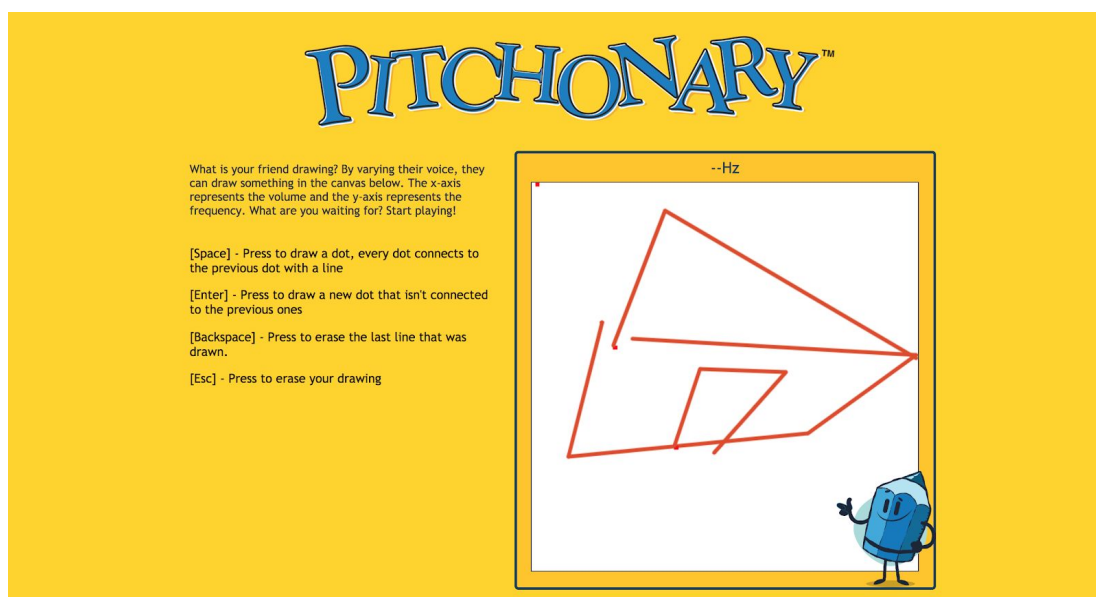 PITCHONARY™
What is your friend drawing? By varying their voice, they
can draw something in the canvas below. The x-axis
represents the volume and the y-axis represents the
frequency. What are you waiting for? Start playing!
[Space] - Press to draw a dot, every dot connects to
the previous dot with a line
[Enter] - Press to draw a new dot that isn't connected
to the previous ones
[Backspace] - Press to erase the last line that was
drawn.
[Esc] - Press to erase your drawing
--Hz